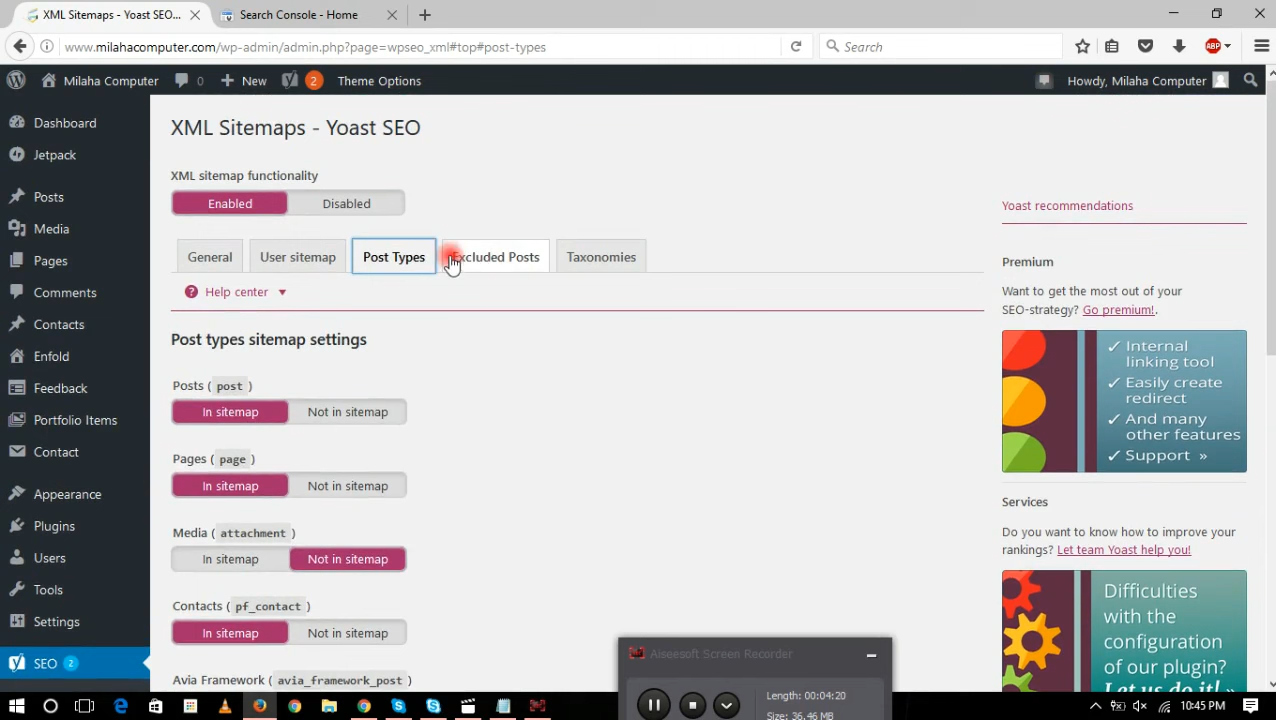 XML Sitemaps - Yoast SEO...
Search Console - Home
www.milahacomputer.com/wp-admin/admin.php?page=wpseo_xml#top#post-types
Search
ABP
Milaha Computer
0
New
2
Theme Options
Howdy, Milaha Computer
Dashboard
Jetpack
Posts
Media
Pages
Comments
Contacts
Enfold
Feedback
Portfolio Items
Contact
Appearance
Plugins
Users
Tools
Settings
SEO 2
XML Sitemaps - Yoast SEO
XML sitemap functionality
Enabled
Disabled
General
User sitemap
Post Types
Excluded Posts
Taxonomies
Help center
Post types sitemap settings
Posts ( post )
In sitemap
Not in sitemap
Pages ( page )
In sitemap
Not in sitemap
Media ( attachment )
In sitemap
Not in sitemap
Contacts ( pf_contact )
In sitemap
Not in sitemap
Avia Framework ( avia_framework_post )
Yoast recommendations
Premium
Want to get the most out of your
SEO-strategy? Go premium!.
✓ Internal
linking tool
✓ Easily create
redirect
✓ And many
other features
✓ Support »
Services
Do you want to know how to improve your
rankings? Let team Yoast help you!
Difficulties
with the
configuration
of our plugin?
Let us do it! »
Aiseesoft Screen Recorder
Length: 00:04:20
Size: 36.46 MB
10:45 PM